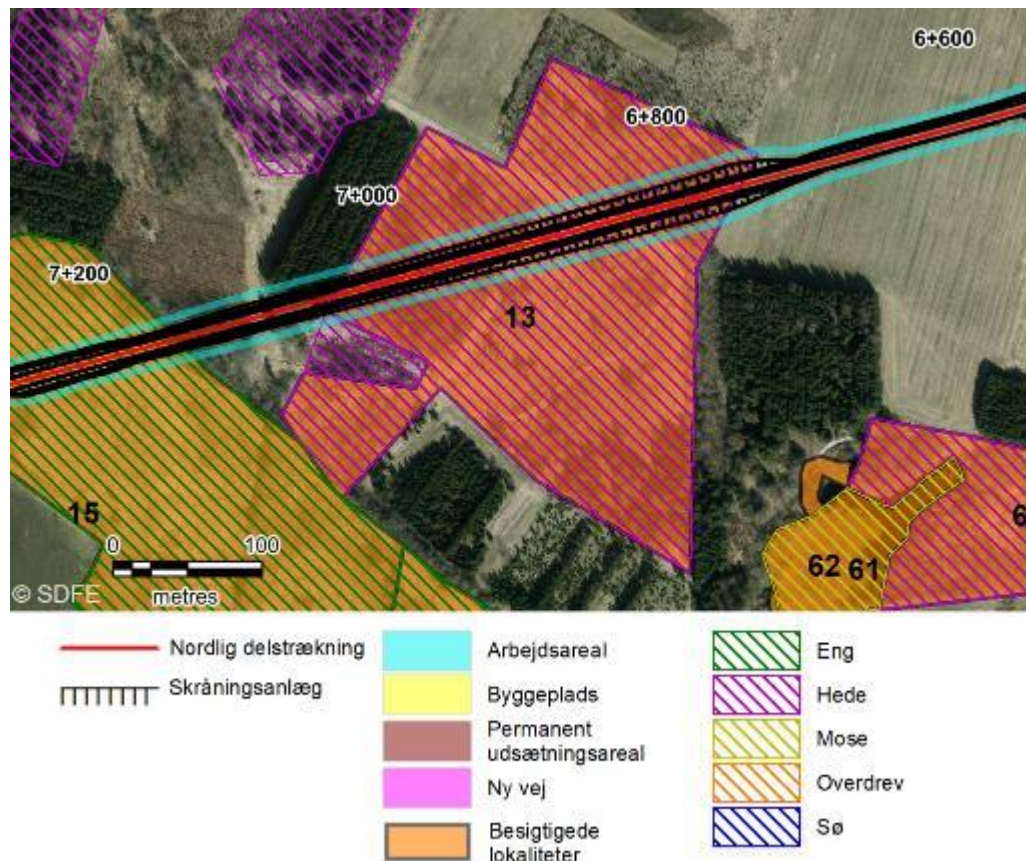 6+600
6+800
7+000
7+200
13
15
6
62 61
0 100
metres
© SDFE
Nordlig delstrækning
Skråningsanlæg
Arbejdsareal
Byggeplads
Permanent
udsætningsareal
Ny vej
Besigtigede
lokaliteter
Eng
Hede
Mose
Overdrev
Sø